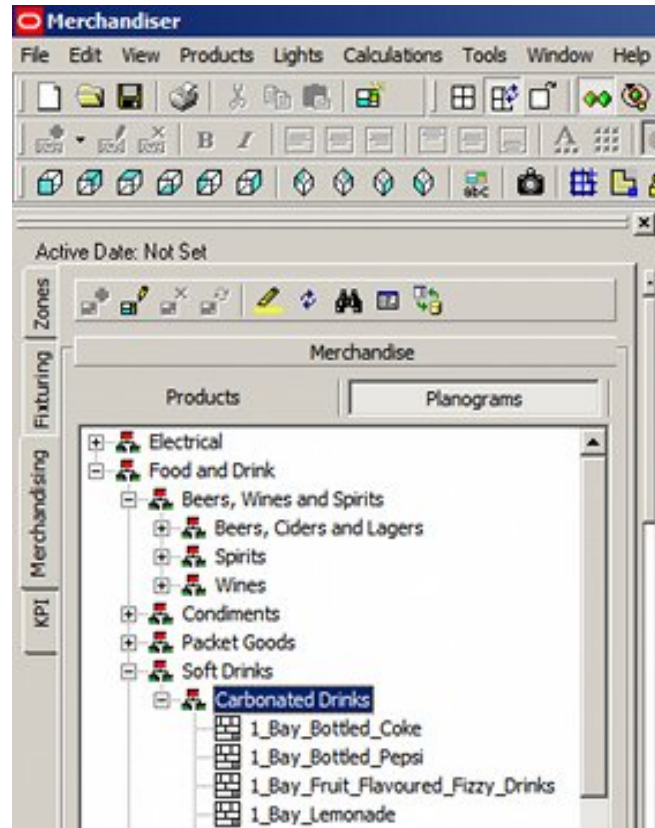 Merchandiser
File Edit View Products Lights Calculations Tools Window Help
B I
A
abc
Active Date: Not Set
Zones
Fixturing
Merchandising
KPI
Merchandise
Products Planograms
Electrical
Food and Drink
Beers, Wines and Spirits
Beers, Ciders and Lagers
Spirits
Wines
Condiments
Packet Goods
Soft Drinks
Carbonated Drinks
1_Bay_Bottled_Coke
1_Bay_Bottled_Pepsi
1_Bay_Fruit_Flavoured_Fizzy_Drinks
1_Bay_Lemonade